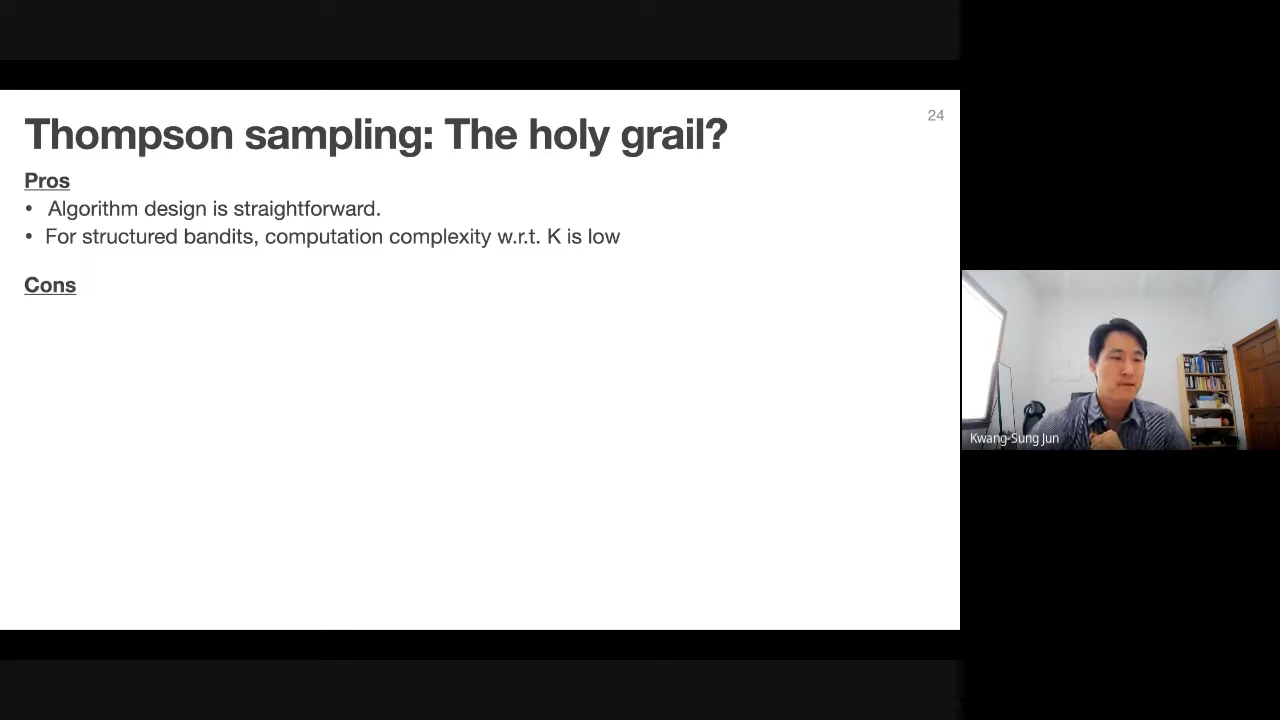 24
Thompson sampling: The holy grail?
Pros
• Algorithm design is straightforward.
• For structured bandits, computation complexity w.r.t. K is low
Cons
Kwang-Sung Jun